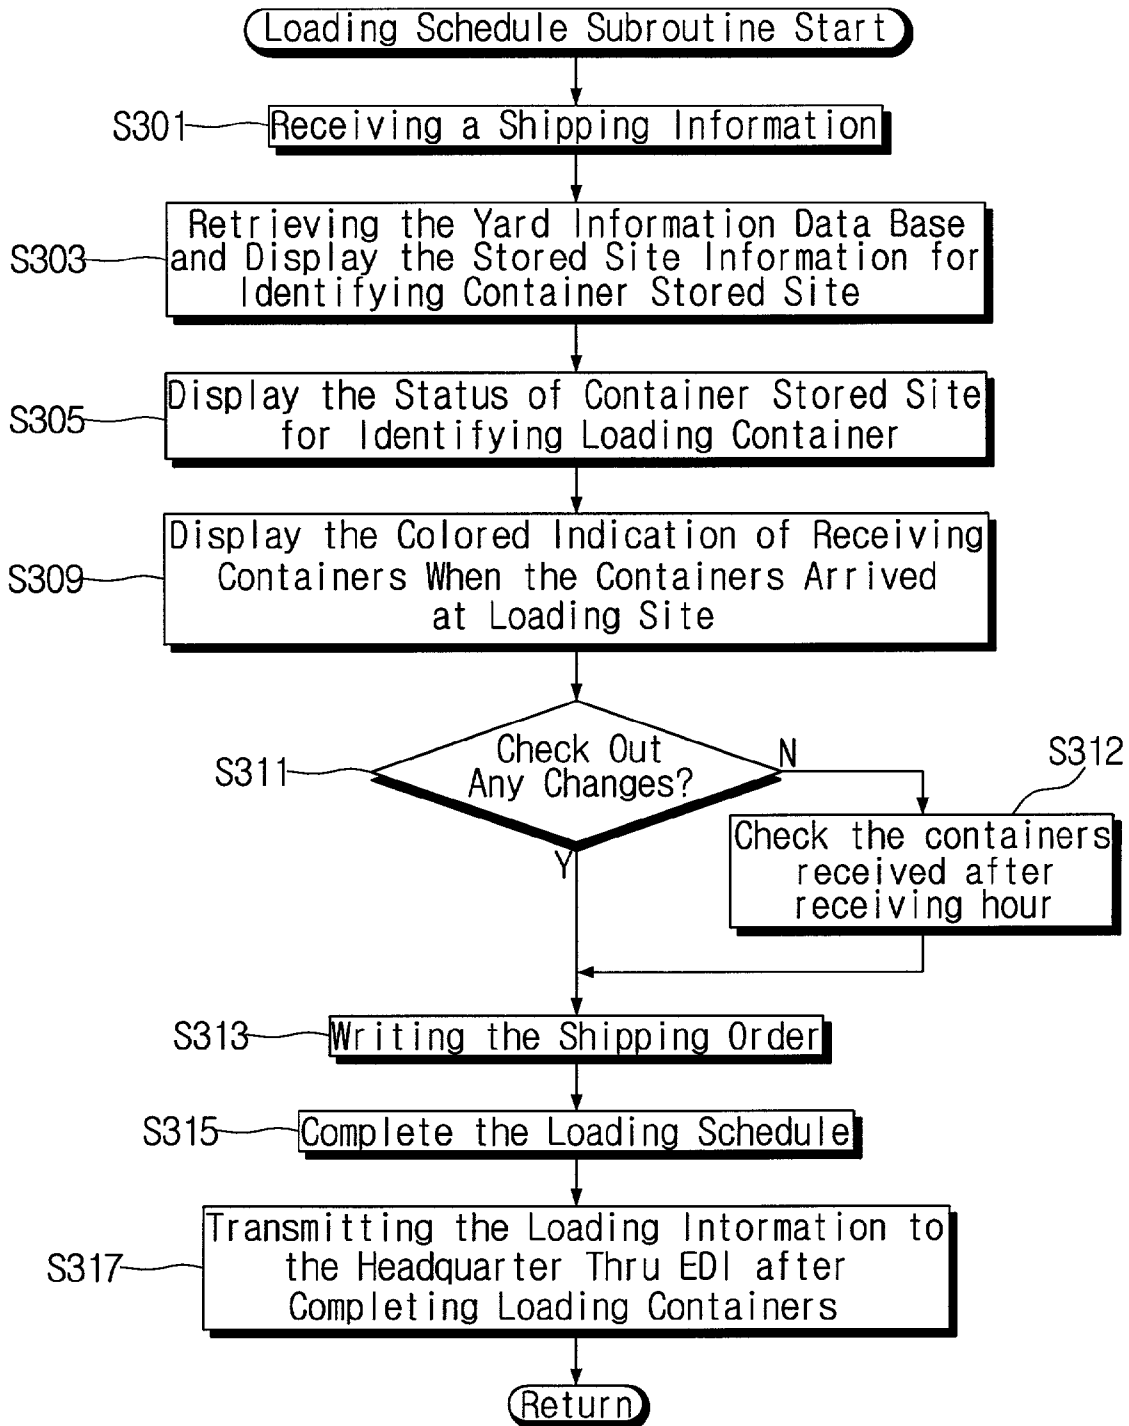 Loading Schedule Subroutine Start
S301
Receiving a Shipping Information
S303
Retrieving the Yard Information Data Base
and Display the Stored Site Information for
Identifying Container Stored Site
S305
Display the Status of Container Stored Site
for Identifying Loading Container
S309
Display the Colored Indication of Receiving
Containers When the Containers Arrived
at Loading Site
S311
Check Out
Any Changes?
N
Y
S312
Check the containers
received after
receiving hour
S313
Writing the Shipping Order
S315
Complete the Loading Schedule
S317
Transmitting the Loading Intormation to
the Headquarter Thru EDI after
Completing Loading Containers
Return